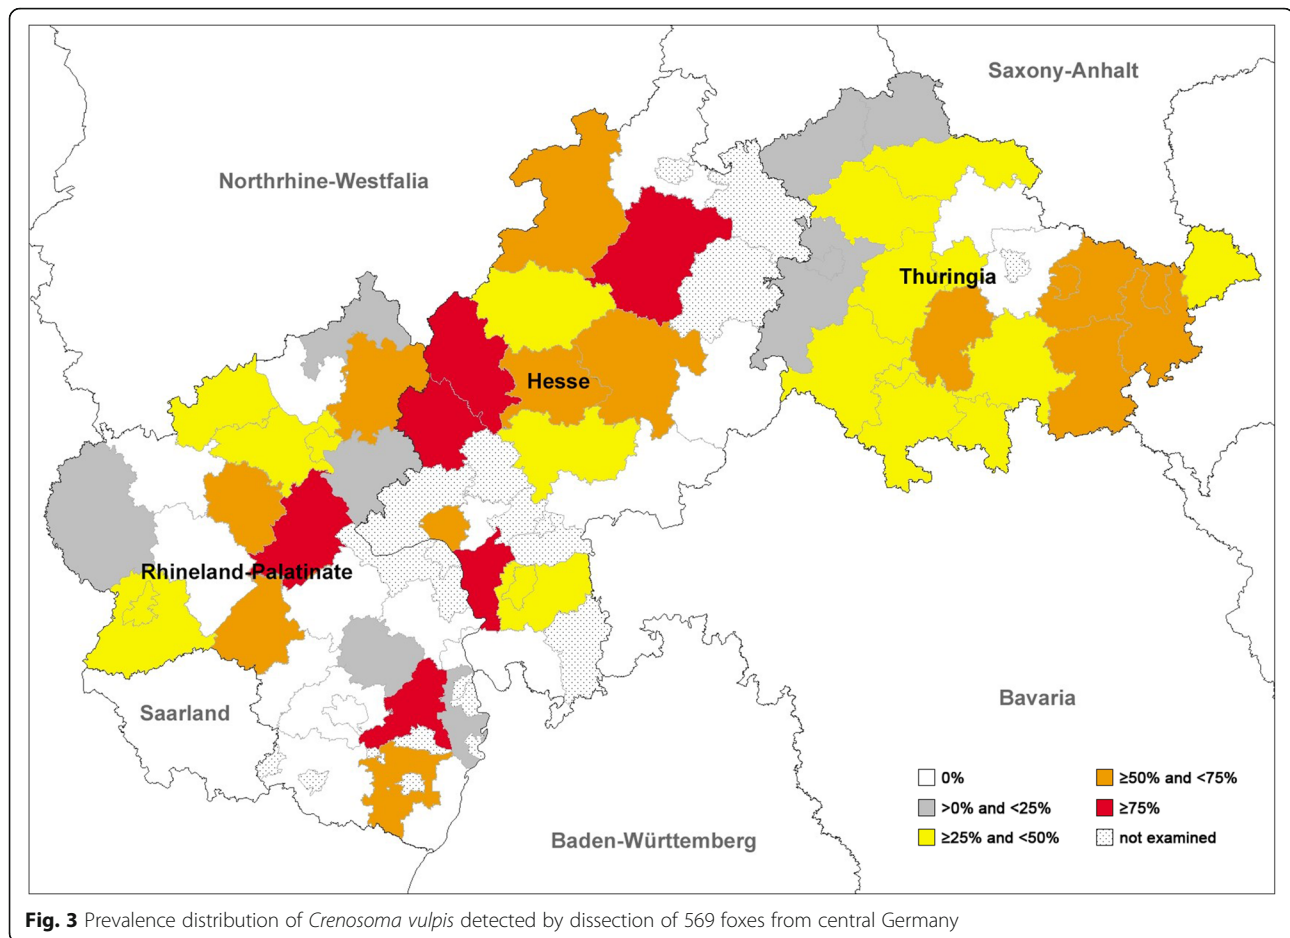 Saxony-Anhalt
Northrhine-Westfalia
Thuringia
Hesse
Rhineland-Palatinate
Saarland
Bavaria
Baden-Württemberg
0%
>0% and <25%
≥25% and <50%
≥50% and <75%
≥75%
not examined
Fig. 3 Prevalence distribution of Crenosoma vulpis detected by dissection of 569 foxes from central Germany